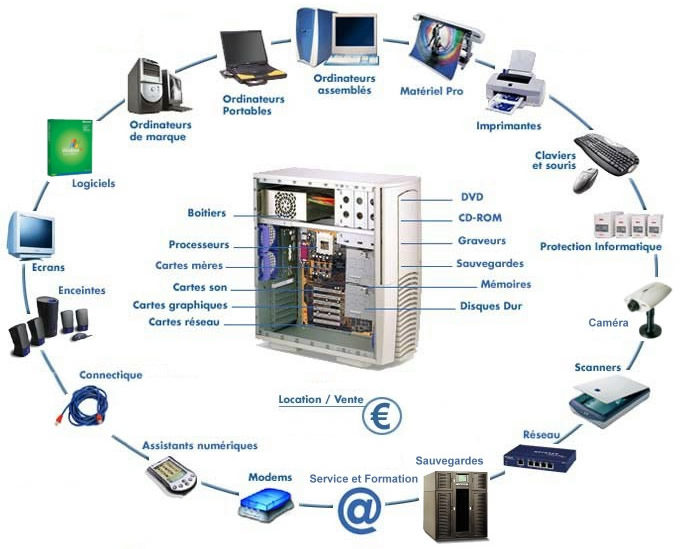 Ordinateurs
assemblés
Matériel Pro
Imprimantes
Claviers
et souris
Protection Informatique
Caméra
Scanners
Réseau
Sauvegardes
Service et Formation
@
Modems
Assistants numériques
Connectique
Enceintes
Ecrans
Logiciels
Ordinateurs
de marque
Ordinateurs
Portables
Boitiers
Processeurs
Cartes mères
Cartes son
Cartes graphiques
Cartes réseau
DVD
CD-ROM
Graveurs
Sauvegardes
Mémoires
Disques Dur
Location / Vente
€